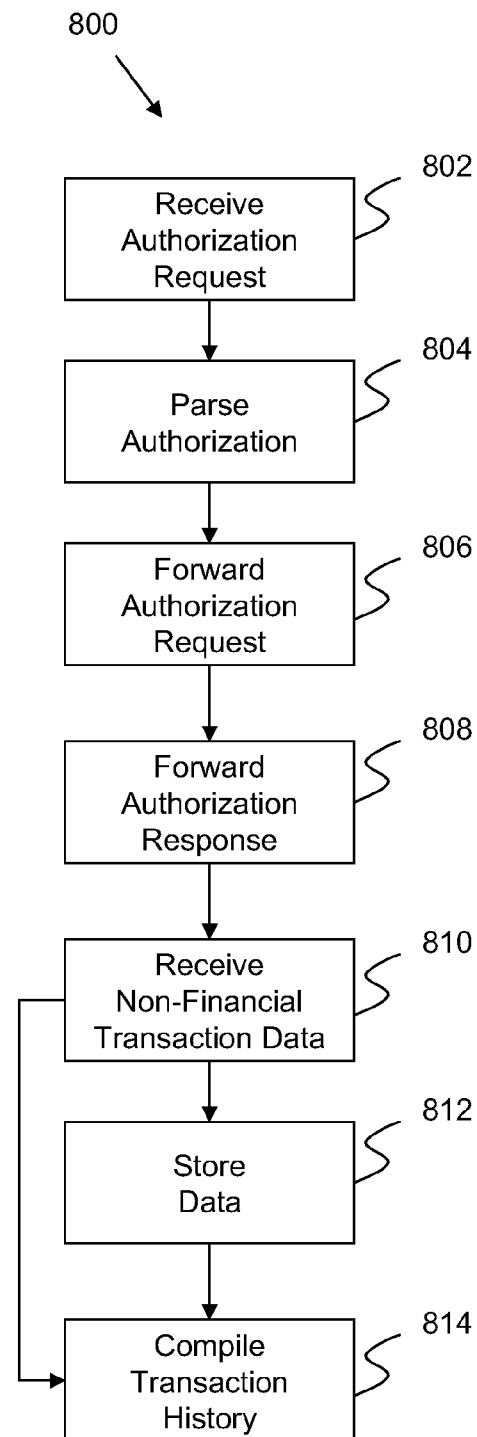 800
802
Receive
Authorization
Request
804
Parse
Authorization
806
Forward
Authorization
Request
808
Forward
Authorization
Response
810
Receive
Non-Financial
Transaction Data
812
Store
Data
814
Compile
Transaction
History